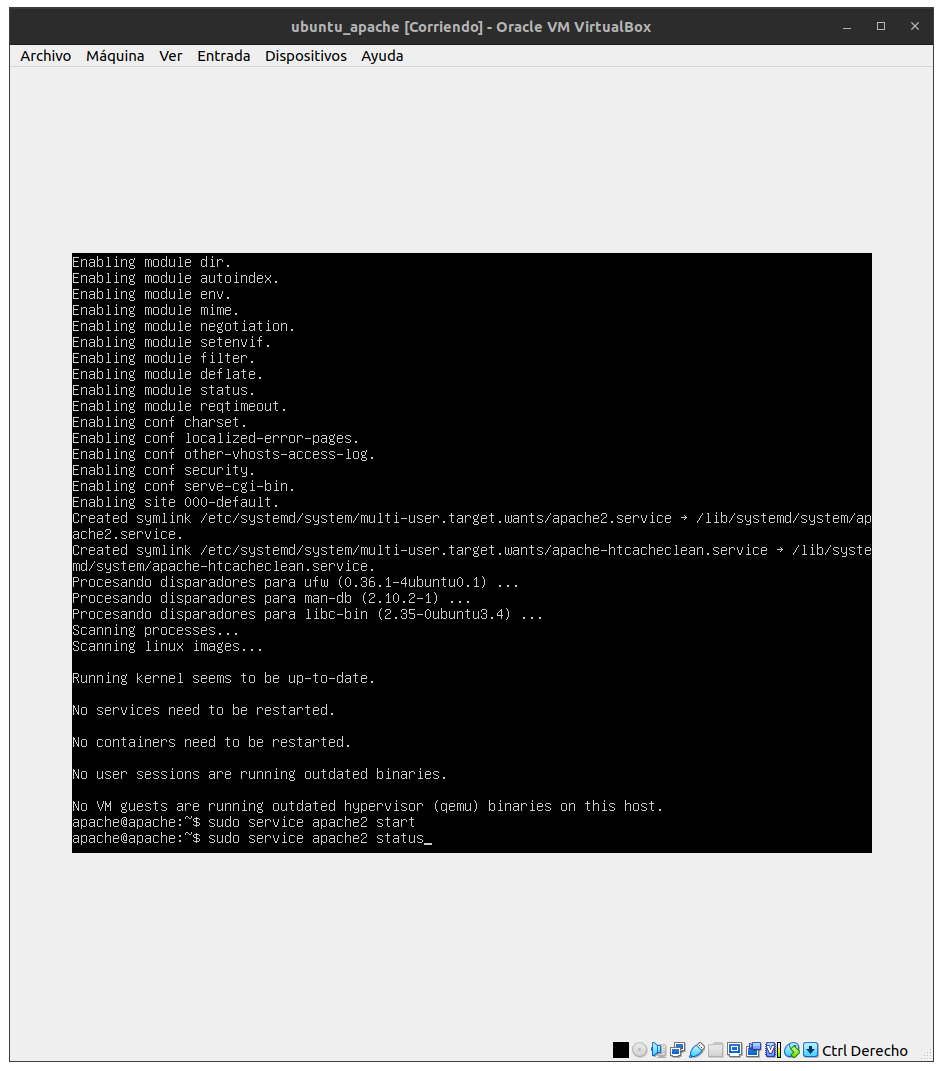 ubuntu_apache [Corriendo] - Oracle VM VirtualBox
Archivo Máquina Ver Entrada Dispositivos Ayuda
Enabling module dir.
Enabling module autoindex.
Enabling module env.
Enabling module mime.
Enabling module negotiation.
Enabling module setenvif.
Enabling module filter.
Enabling module deflate.
Enabling module status.
Enabling module reqtimeout.
Enabling conf charset.
Enabling conf localized-error-pages.
Enabling conf other-vhosts-access-log.
Enabling conf security.
Enabling conf serve-cgi-bin.
Enabling site 000-default.
Created symlink /etc/systemd/system/multi-user.target.wants/apache2.service → /lib/systemd/system/ap
ache2.service.
Created symlink /etc/systemd/system/multi-user.target.wants/apache-htcacheclean.service → /lib/syste
md/system/apache-htcacheclean.service.
Procesando disparadores para ufw (0.36.1-4ubuntu0.1) ...
Procesando disparadores para man-db (2.10.2-1) ...
Procesando disparadores para libc-bin (2.35-0ubuntu3.4) ...
Scanning processes...
Scanning linux images...
Running kernel seems to be up-to-date.
No services need to be restarted.
No containers need to be restarted.
No user sessions are running outdated binaries.
No VM guests are running outdated hypervisor (qemu) binaries on this host.
apache@apache:~$ sudo service apache2 start
apache@apache:~$ sudo service apache2 status_
Ctrl Derecho